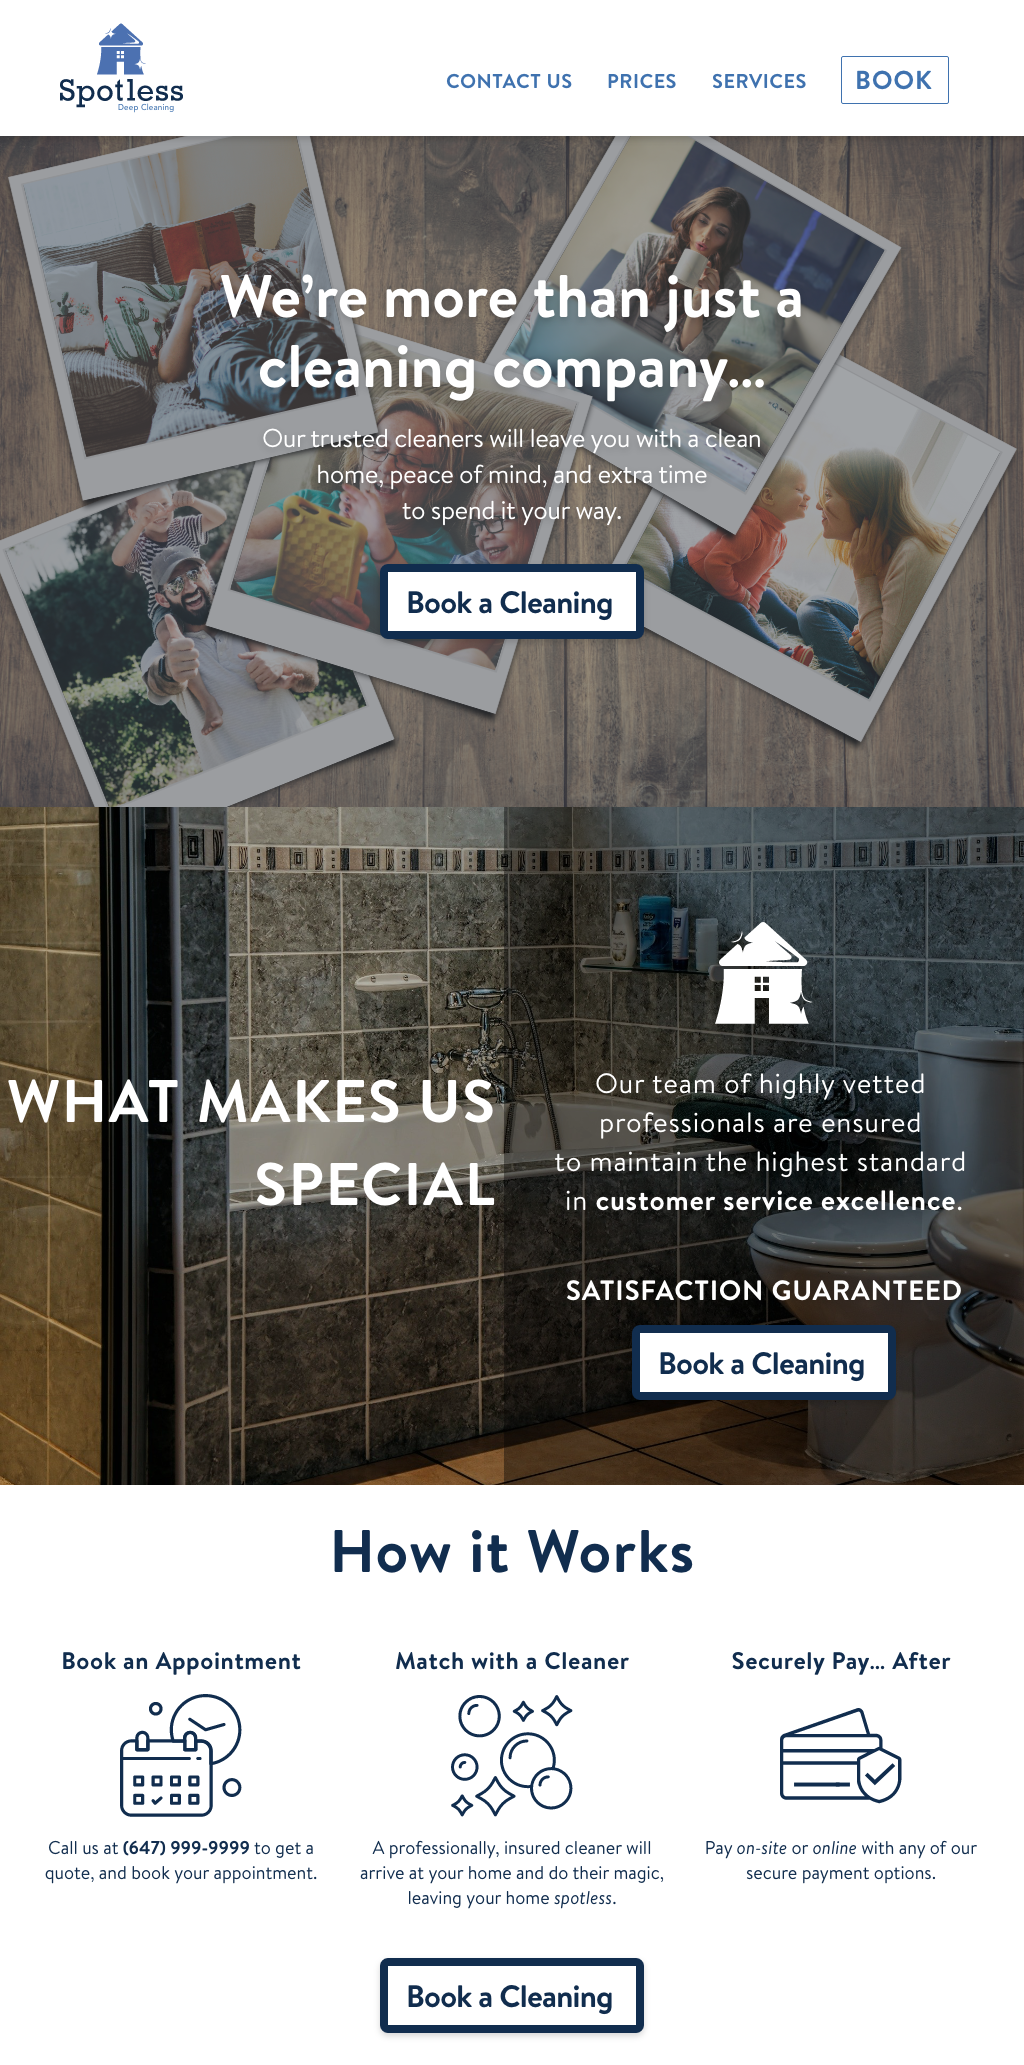 Spotless
Deep Cleaning
CONTACT US
PRICES
SERVICES
BOOK
We're more than just a
cleaning company...
Our trusted cleaners will leave you with a clean
home, peace of mind, and extra time
to spend it your way.
Book a Cleaning
WHAT MAKES US
SPECIAL
Our team of highly vetted
professionals are ensured
to maintain the highest standard
in customer service excellence.
SATISFACTION GUARANTEED
Book a Cleaning
How it Works
Book an Appointment
Call us at (647) 999-9999 to get a
quote, and book your appointment.
Match with a Cleaner
A professionally, insured cleaner will
arrive at your home and do their magic,
leaving your home spotless.
Securely Pay... After
Pay on-site or online with any of our
secure payment options.
Book a Cleaning